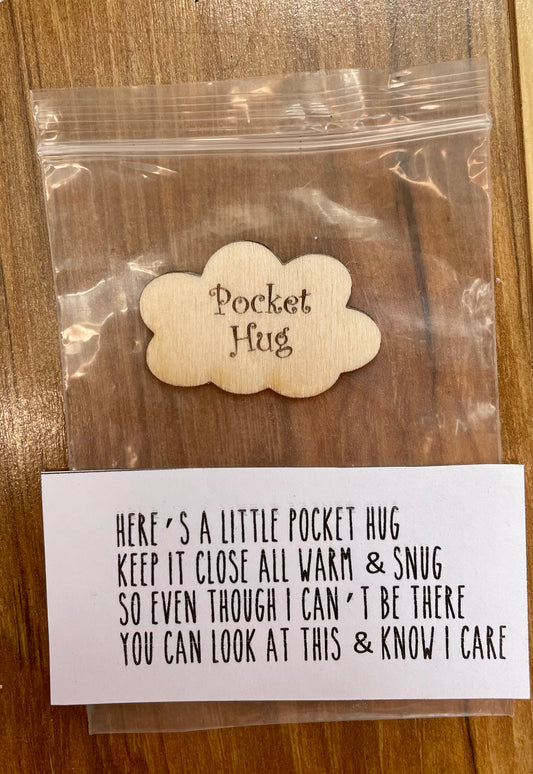 Pocket
Hug
HERE'S A LITTLE POCKET HUG
KEEP IT CLOSE ALL WARM & SNUG
SO EVEN THOUGH I CAN'T BE THERE
YOU CAN LOOK AT THIS & KNOW I CARE